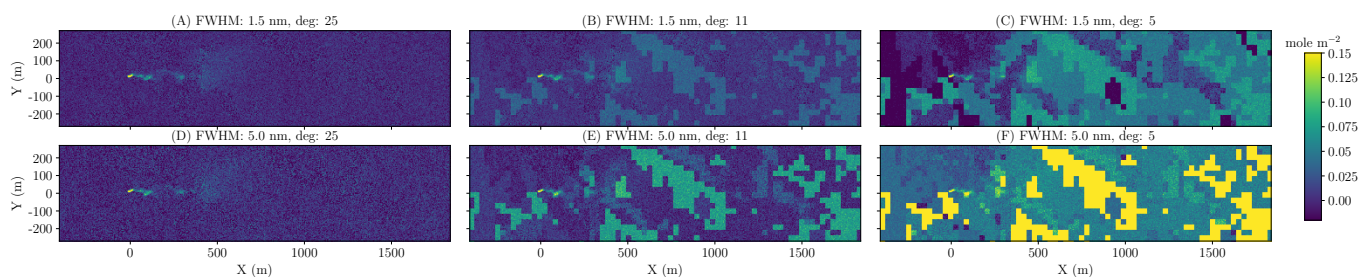 (A) FWHM: 1.5 nm, deg: 25
(B) FWHM: 1.5 nm, deg: 11
(C) FWHM: 1.5 nm, deg: 5
Y (m)
200
100
0
-100
-200
mole m⁻²
0.15
0.125
0.10
0.075
0.05
0.025
0.00
(D) FWHM: 5.0 nm, deg: 25
(E) FWHM: 5.0 nm, deg: 11
(F) FWHM: 5.0 nm, deg: 5
Y (m)
200
100
0
-100
-200
0 500 1000 1500
0 500 1000 1500
0 500 1000 1500
X (m)
X (m)
X (m)